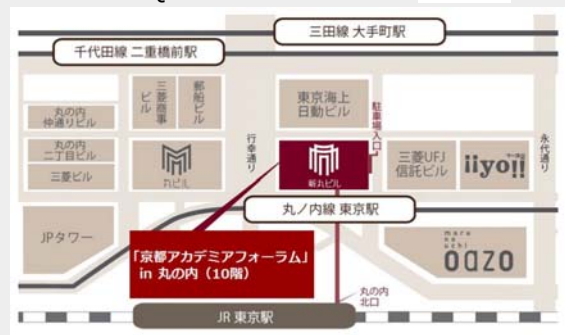 三田線 大手町駅
千代田線 二重橋前駅
三菱商事
ビル
郵船ビル
東京海上
日動ビル
駐車場入口
丸の内
仲通りビル
行幸通り
永代通り
丸の内
二丁目ビル
三菱ビル
丸ビル
新丸ビル
三菱UFJ
信託ビル
iiyo!!
丸ノ内線 東京駅
JPタワー
「京都アカデミアフォーラム」
in 丸の内（10階）
maru
no
uchi
oazo
丸の内
北口
JR 東京駅